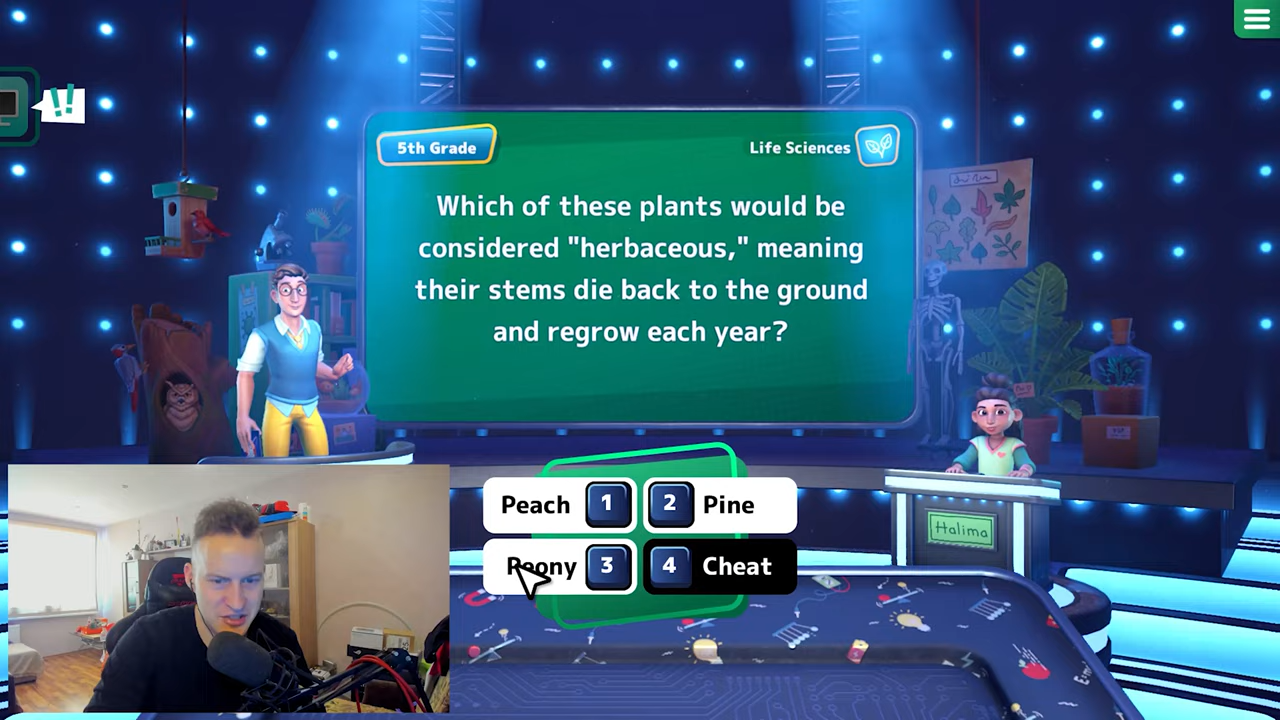 !!
5th Grade
Life Sciences
Which of these plants would be
considered "herbaceous," meaning
their stems die back to the ground
and regrow each year?
Peach 1
2 Pine
Peony 3
4 Cheat
Halima